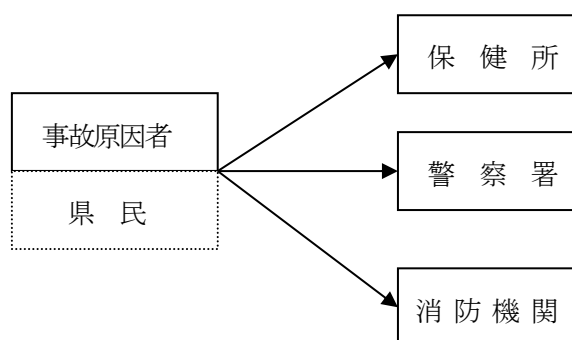 事故原因者
県 民
保 健 所
警 察 署
消 防 機 関